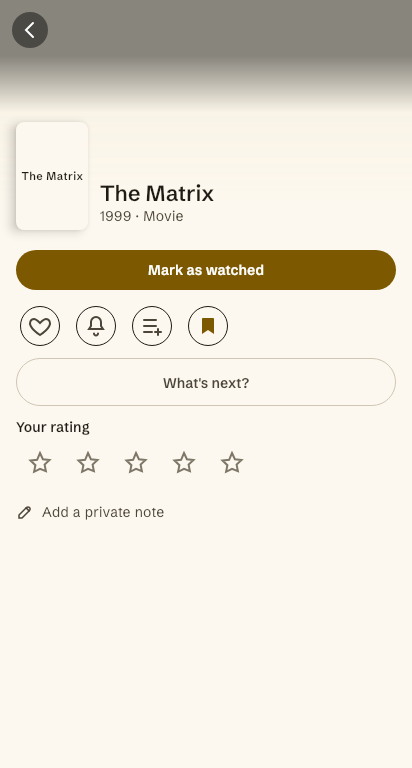 The Matrix
The Matrix
1999 · Movie
Mark as watched
What's next?
Your rating
Add a private note